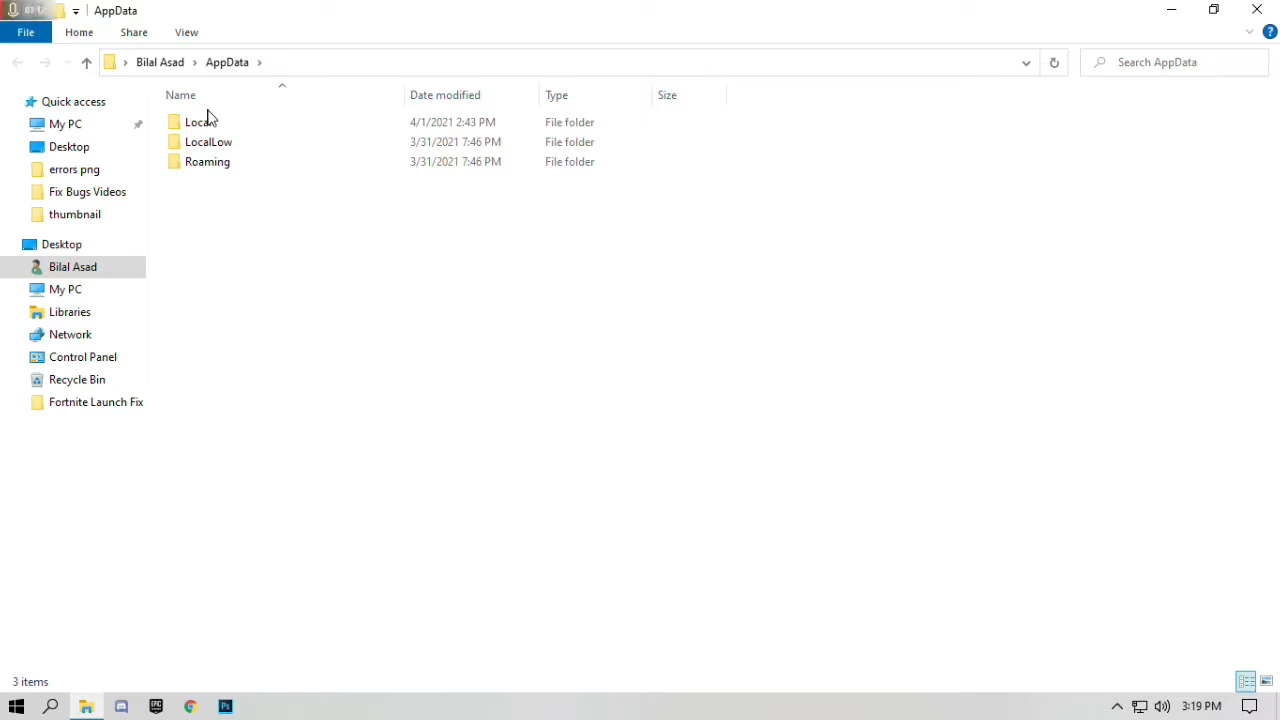 AppData
File Home Share View
Bilal Asad AppData Search AppData
Name Date modified Type Size
Local 4/1/2021 2:43 PM File folder
LocalLow 3/31/2021 7:46 PM File folder
Roaming 3/31/2021 7:46 PM File folder
Quick access
My PC
Desktop
errors png
Fix Bugs Videos
thumbnail
Desktop
Bilal Asad
My PC
Libraries
Network
Control Panel
Recycle Bin
Fortnite Launch Fix
3 items
EPIC Ps 3:19 PM